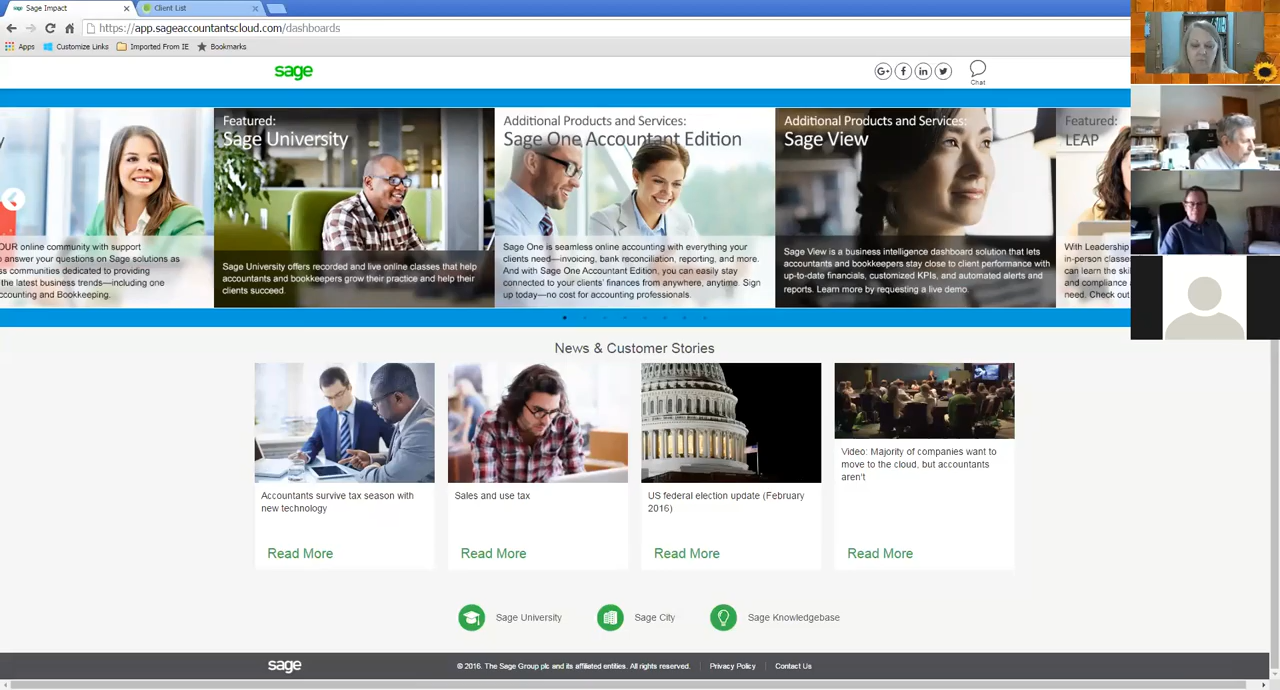 Sage Impact
Client List
https://app.sageaccountantscloud.com/dashboards
Apps
Customize Links
Imported From IE
Bookmarks
sage
G+
f
in
Chat
y
OUR online community with support
o answer your questions on Sage solutions as
ss communities dedicated to providing
the latest business trends—including one
ccounting and Bookkeeping.
Featured:
Sage University
Sage University offers recorded and live online classes that help
accountants and bookkeepers grow their practice and help their
clients succeed.
Additional Products and Services:
Sage One Accountant Edition
Sage One is seamless online accounting with everything your
clients need—invoicing, bank reconciliation, reporting, and more.
And with Sage One Accountant Edition, you can easily stay
connected to your clients' finances from anywhere, anytime. Sign
up today—no cost for accounting professionals.
Additional Products and Services:
Sage View
Sage View is a business intelligence dashboard solution that lets
accountants and bookkeepers stay close to client performance with
up-to-date financials, customized KPIs, and automated alerts and
reports. Learn more by requesting a live demo.
Featured:
LEAP
With Leadership
in-person classes
can learn the skil
and compliance
need. Check out
News & Customer Stories
Accountants survive tax season with
new technology
Read More
Sales and use tax
Read More
US federal election update (February
2016)
Read More
Video: Majority of companies want to
move to the cloud, but accountants
aren't
Read More
Sage University
Sage City
Sage Knowledgebase
sage
© 2016. The Sage Group plc and its affiliated entities. All rights reserved.
Privacy Policy
Contact Us